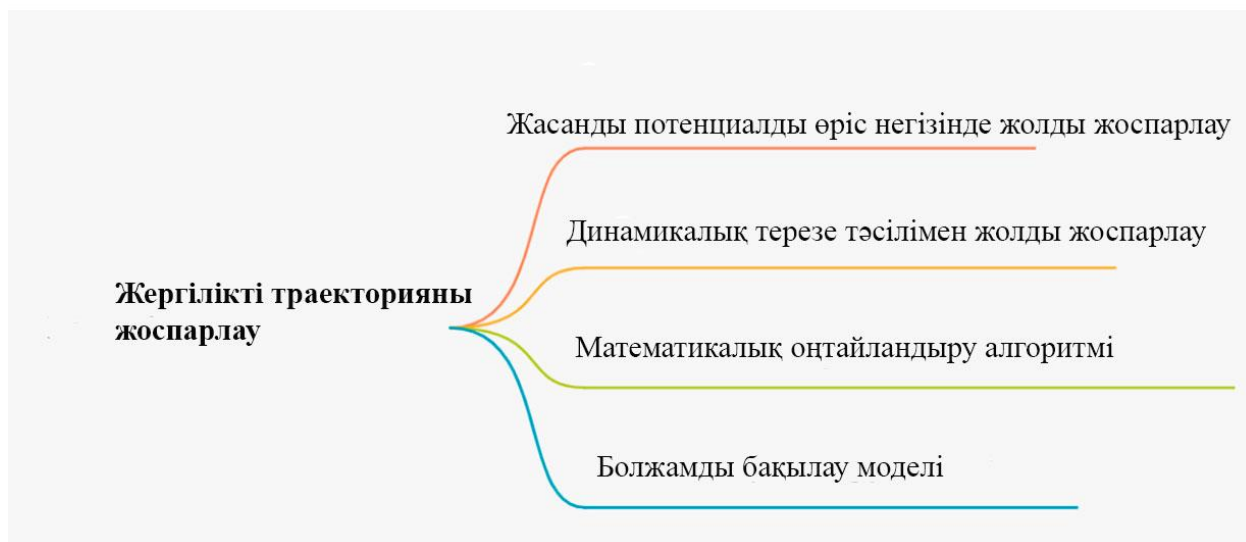 Жасанды потенциалды өріс негізінде жолды жоспарлау
Динамикалық терезе тәсілімен жолды жоспарлау
Жергілікті траекторияны
жоспарлау
Математикалық оңтайландыру алгоритмі
Болжамды бақылау моделі